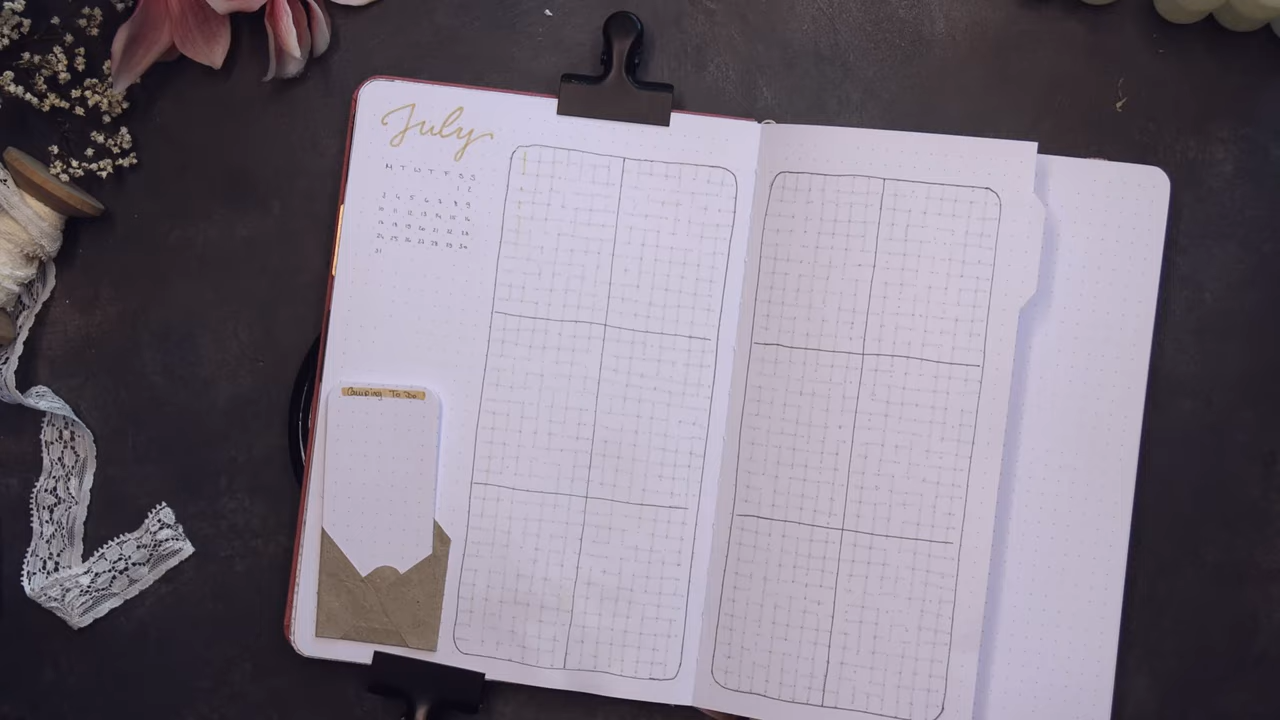 July
M T W T F S S
1 2
3 4 5 6 7 8 9
10 11 12 13 14 15 16
17 18 19 20 21 22 23
24 25 26 27 28 29 30
31
Camping To Do